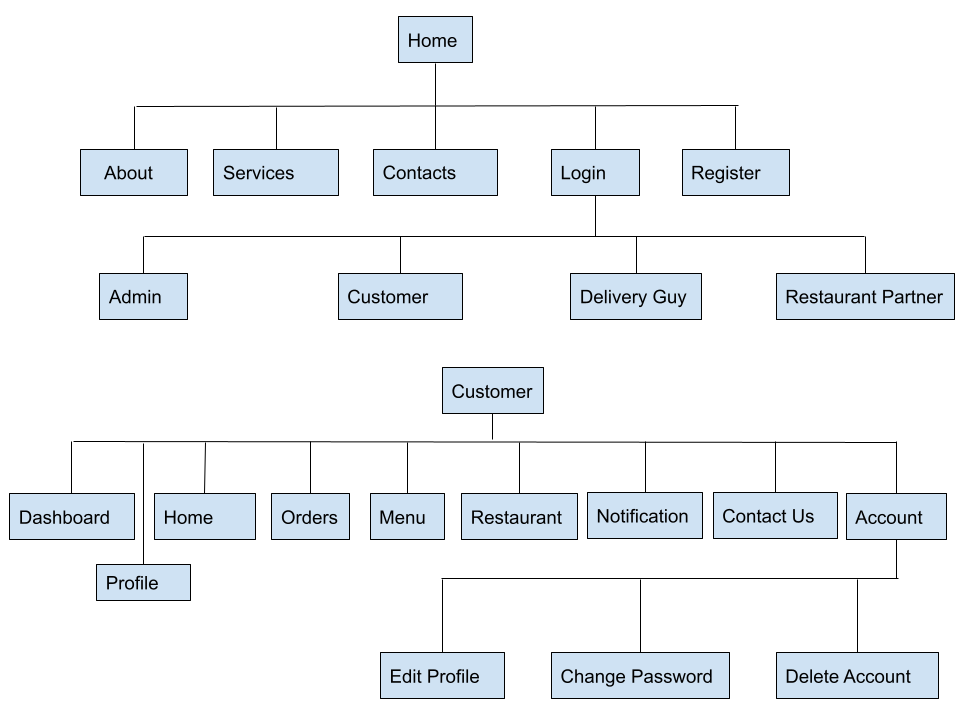 Home
About
Services
Contacts
Login
Register
Admin
Customer
Delivery Guy
Restaurant Partner
Customer
Dashboard
Home
Orders
Menu
Restaurant
Notification
Contact Us
Account
Profile
Edit Profile
Change Password
Delete Account